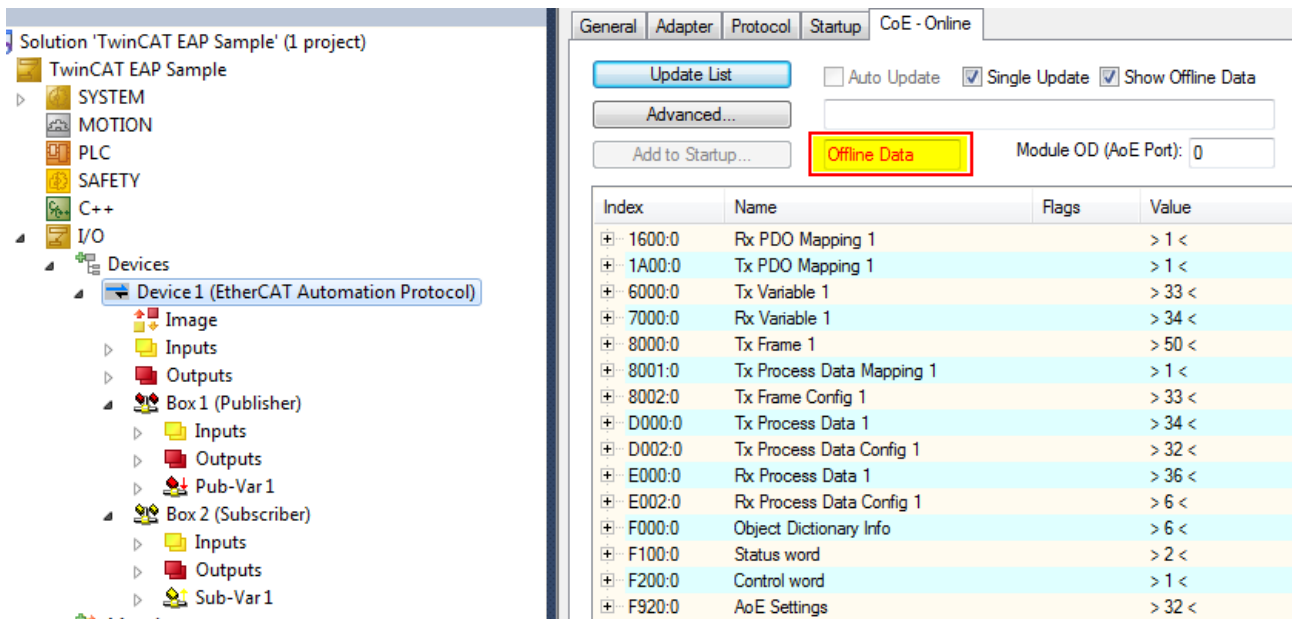 Solution 'TwinCAT EAP Sample' (1 project)
TwinCAT EAP Sample
SYSTEM
MOTION
PLC
SAFETY
C++
I/O
Devices
Device 1 (EtherCAT Automation Protocol)
Image
Inputs
Outputs
Box 1 (Publisher)
Inputs
Outputs
Pub-Var 1
Box 2 (Subscriber)
Inputs
Outputs
Sub-Var 1
General Adapter Protocol Startup CoE - Online
Update List Auto Update Single Update Show Offline Data
Advanced...
Add to Startup... Offline Data Module OD (AoE Port): 0
Index Name Flags Value
1600:0 Rx PDO Mapping 1 > 1 <
1A00:0 Tx PDO Mapping 1 > 1 <
6000:0 Tx Variable 1 > 33 <
7000:0 Rx Variable 1 > 34 <
8000:0 Tx Frame 1 > 50 <
8001:0 Tx Process Data Mapping 1 > 1 <
8002:0 Tx Frame Config 1 > 33 <
D000:0 Tx Process Data 1 > 34 <
D002:0 Tx Process Data Config 1 > 32 <
E000:0 Rx Process Data 1 > 36 <
E002:0 Rx Process Data Config 1 > 6 <
F000:0 Object Dictionary Info > 6 <
F100:0 Status word > 2 <
F200:0 Control word > 1 <
F920:0 AoE Settings > 32 <